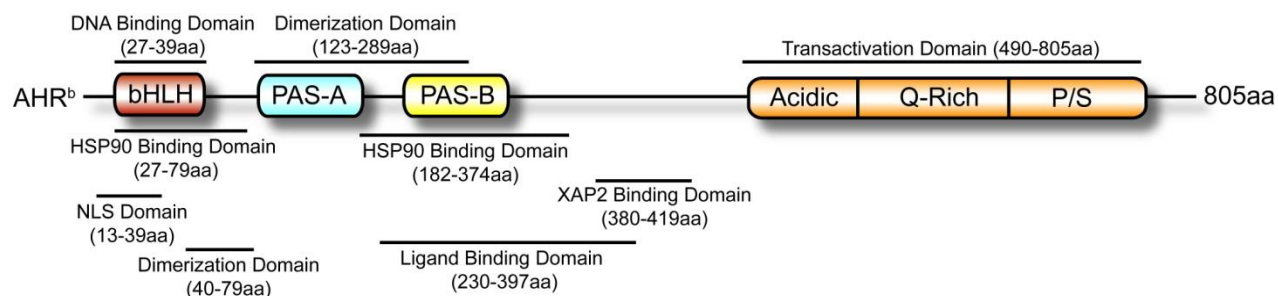 DNA Binding Domain
(27-39aa)
Dimerization Domain
(123-289aa)
Transactivation Domain (490-805aa)
AHRᵇ
bHLH
PAS-A
PAS-B
Acidic
Q-Rich
P/S
805aa
HSP90 Binding Domain
(27-79aa)
HSP90 Binding Domain
(182-374aa)
XAP2 Binding Domain
(380-419aa)
NLS Domain
(13-39aa)
Dimerization Domain
(40-79aa)
Ligand Binding Domain
(230-397aa)